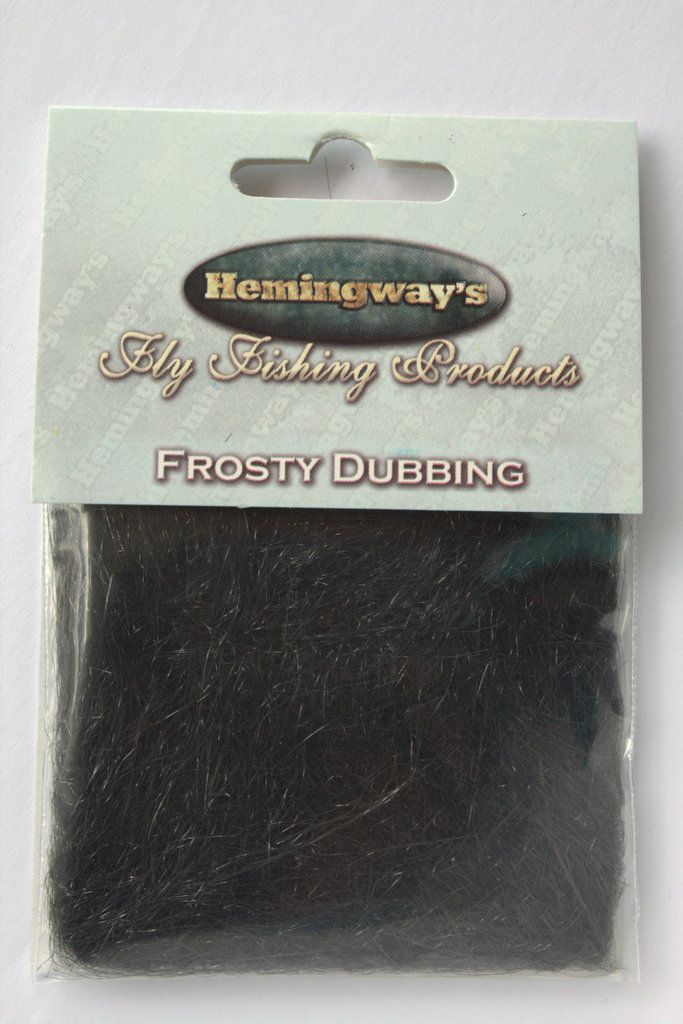 Hemingway's
Fly Fishing Products
Frosty Dubbing